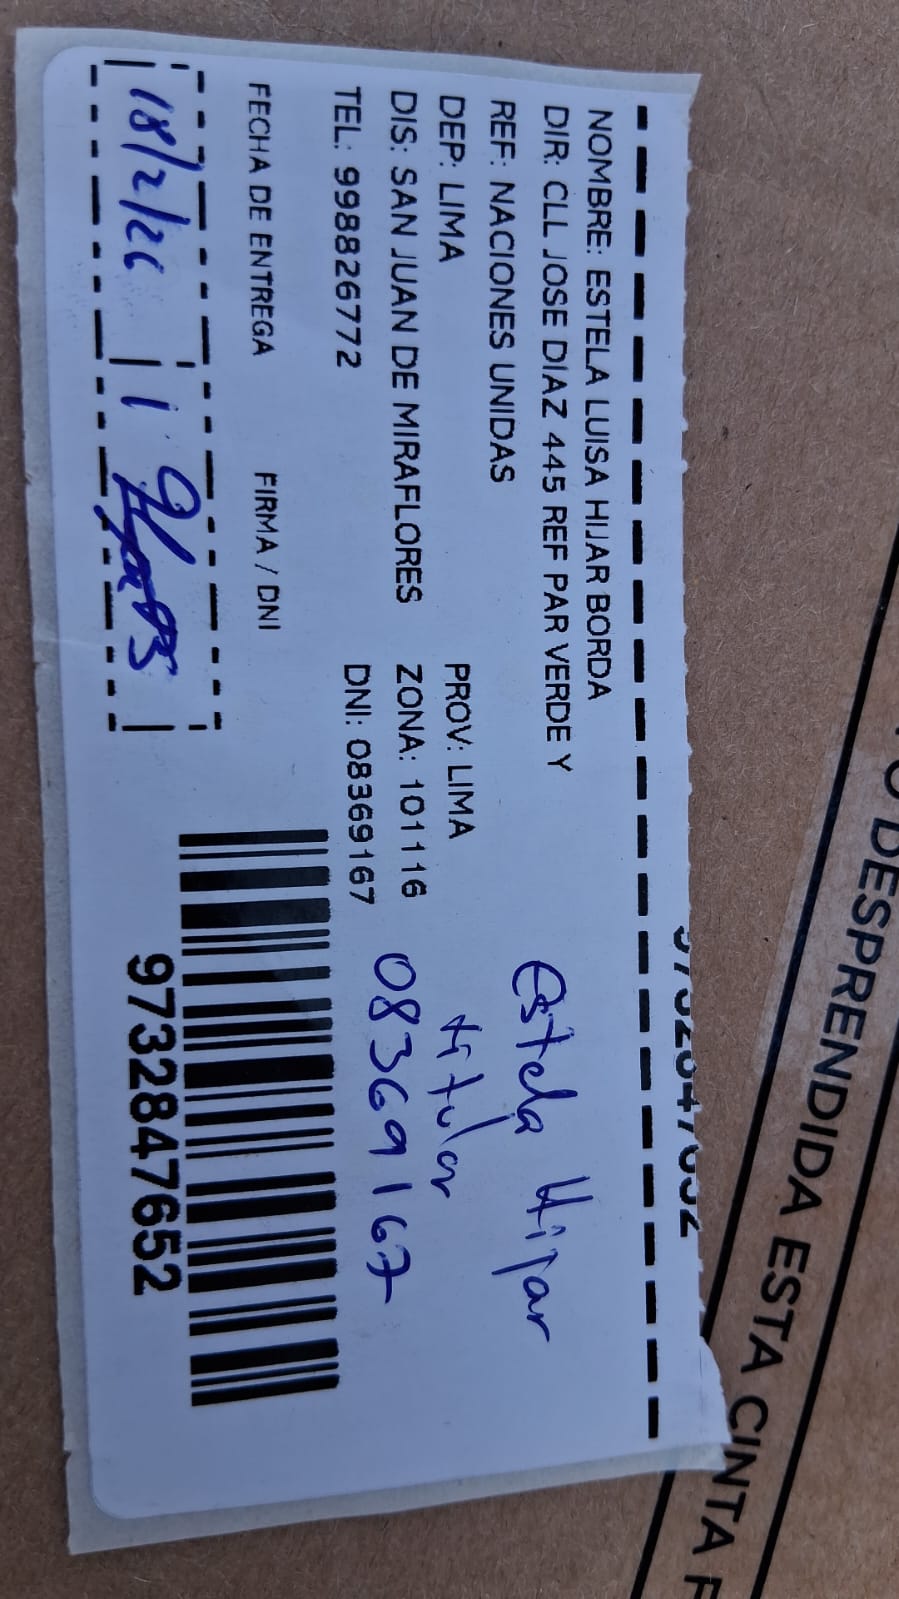 NOMBRE: ESTELA LUISA HIJAR BORDA
DIR: CLL JOSE DIAZ 445 REF PAR VERDE Y
REF: NACIONES UNIDAS
DEP: LIMA PROV: LIMA
DIS: SAN JUAN DE MIRAFLORES ZONA: 101116
TEL: 998826772 DNI: 08369167
FECHA DE ENTREGA FIRMA / DNI
18/2/26
Estela Hijar
titular
08369167
9732847652
DESPRENDIDA ESTA CINTA